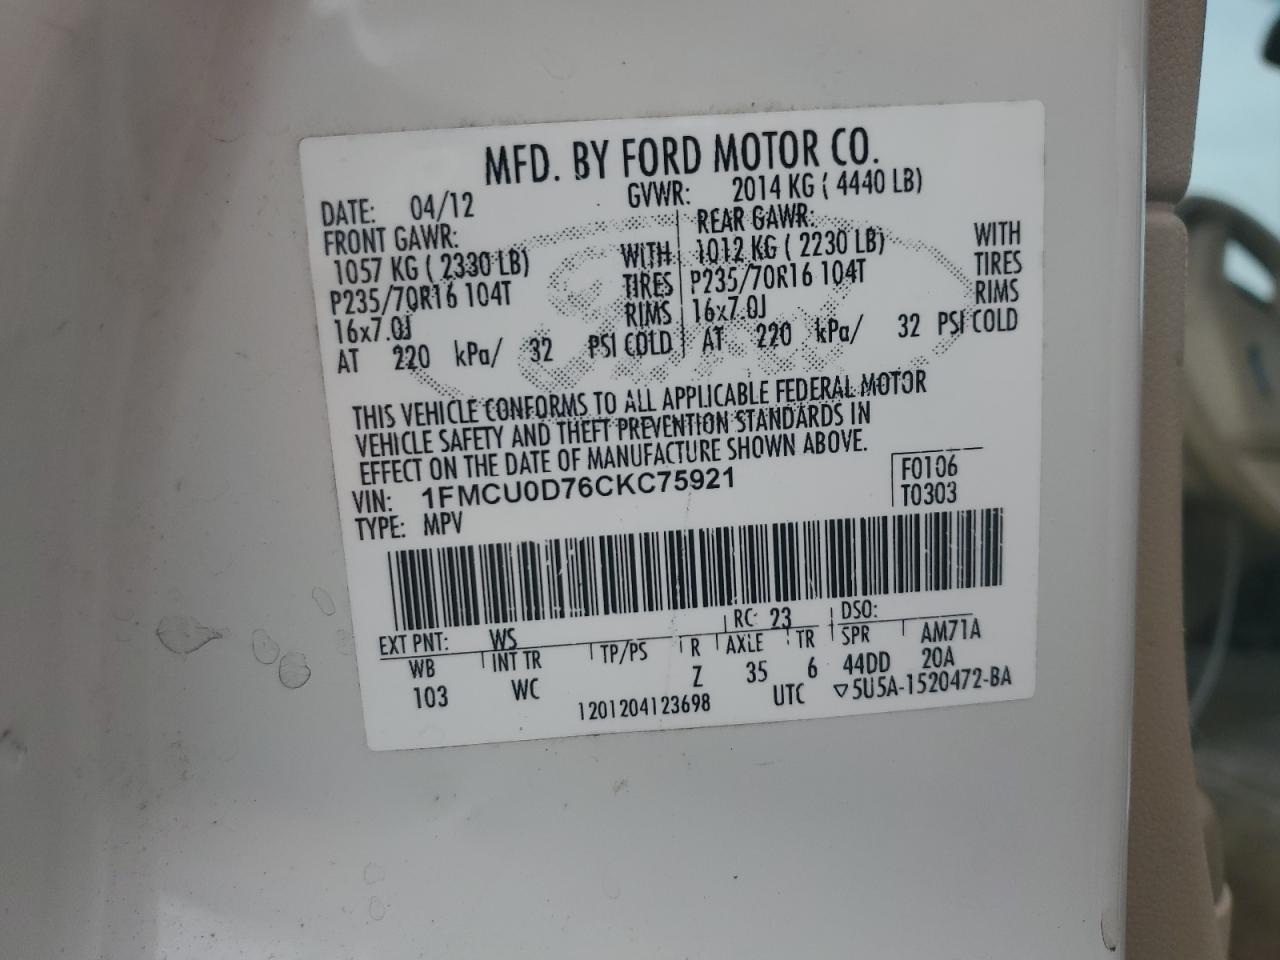 MFD. BY FORD MOTOR CO.
DATE: 04/12 GVWR: 2014 KG ( 4440 LB)
FRONT GAWR: REAR GAWR:
1057 KG ( 2330 LB) WITH 1012 KG ( 2230 LB) WITH
P235/70R16 104T TIRES P235/70R16 104T TIRES
16x7.0J RIMS 16x7.0J RIMS
AT 220 kPa/ 32 PSI COLD AT 220 kPa/ 32 PSI COLD
THIS VEHICLE CONFORMS TO ALL APPLICABLE FEDERAL MOTOR
VEHICLE SAFETY AND THEFT PREVENTION STANDARDS IN
EFFECT ON THE DATE OF MANUFACTURE SHOWN ABOVE.
VIN: 1FMCU0D76CKC75921 F0106
TYPE: MPV T0303
EXT PNT: WS RC: 23 DSO:
WB INT TR TP/PS R AXLE TR SPR AM71A
103 WC Z 35 6 44DD 20A
1201204123698 UTC ▽5U5A-1520472-BA